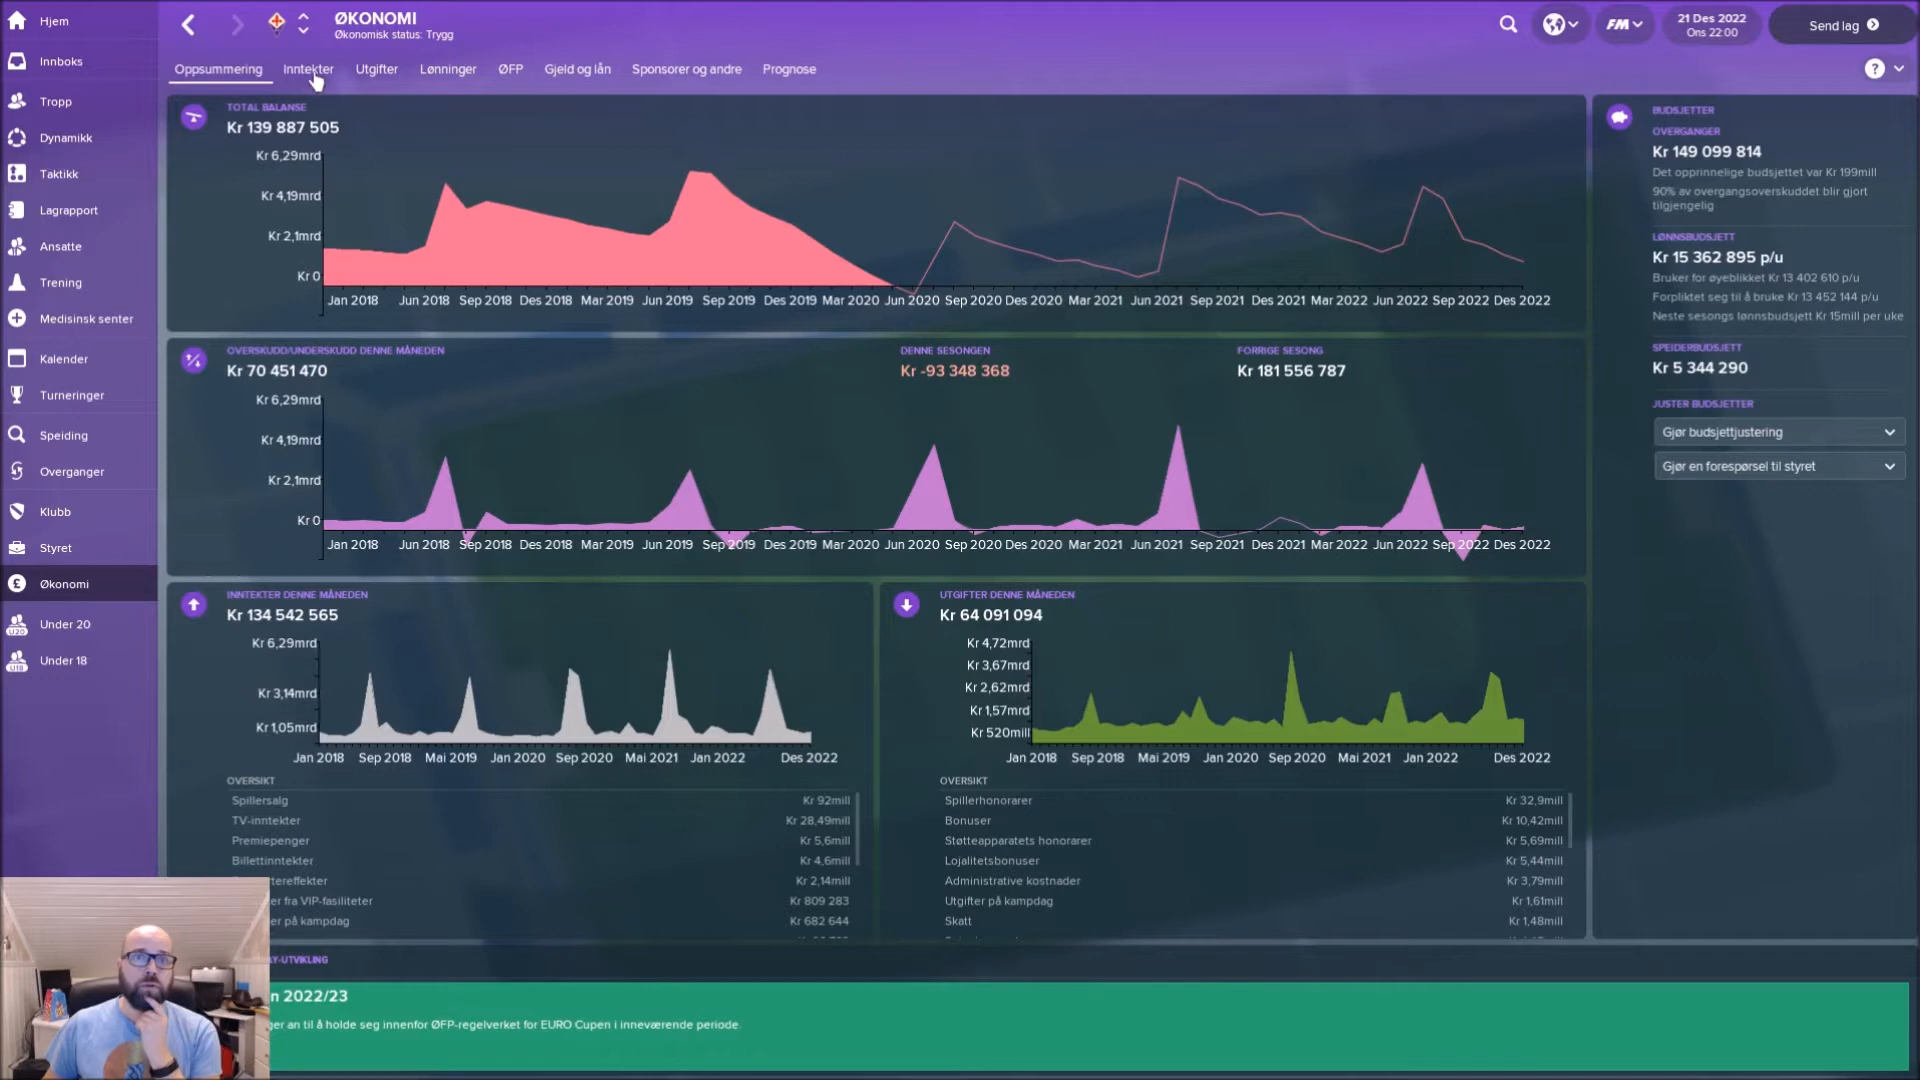 Hjem
Innboks
Tropp
Dynamikk
Taktikk
Lagrapport
Ansatte
Trening
Medisinsk senter
Kalender
Turneringer
Speiding
Overganger
Klubb
Styret
Økonomi
Under 20
Under 18
ØKONOMI
Økonomisk status: Trygg
FM
21 Des 2022
Ons 22:00
Send lag
Oppsummering Inntekter Utgifter Lønninger ØFP Gjeld og lån Sponsorer og andre Prognose
TOTAL BALANSE
Kr 139 887 505
Kr 6,29mrd
Kr 4,19mrd
Kr 2,1mrd
Kr 0
Jan 2018 Jun 2018 Sep 2018 Des 2018 Mar 2019 Jun 2019 Sep 2019 Des 2019 Mar 2020 Jun 2020 Sep 2020 Des 2020 Mar 2021 Jun 2021 Sep 2021 Des 2021 Mar 2022 Jun 2022 Sep 2022 Des 2022
OVERSKUDD/UNDERSKUDD DENNE MÅNEDEN
Kr 70 451 470
DENNE SESONGEN
Kr -93 348 368
FORRIGE SESONG
Kr 181 556 787
Kr 6,29mrd
Kr 4,19mrd
Kr 2,1mrd
Kr 0
Jan 2018 Jun 2018 Sep 2018 Des 2018 Mar 2019 Jun 2019 Sep 2019 Des 2019 Mar 2020 Jun 2020 Sep 2020 Des 2020 Mar 2021 Jun 2021 Sep 2021 Des 2021 Mar 2022 Jun 2022 Sep 2022 Des 2022
INNTEKTER DENNE MÅNEDEN
Kr 134 542 565
Kr 6,29mrd
Kr 3,14mrd
Kr 1,05mrd
Jan 2018 Sep 2018 Mai 2019 Jan 2020 Sep 2020 Mai 2021 Jan 2022 Des 2022
OVERSIKT
Spillersalg Kr 92mill
TV-inntekter Kr 28,49mill
Premiepenger Kr 5,6mill
Billettinntekter Kr 4,6mill
tereffekter Kr 2,14mill
er fra VIP-fasiliteter Kr 809 283
er på kampdag Kr 682 644
UTGIFTER DENNE MÅNEDEN
Kr 64 091 094
Kr 4,72mrd
Kr 3,67mrd
Kr 2,62mrd
Kr 1,57mrd
Kr 520mill
Jan 2018 Sep 2018 Mai 2019 Jan 2020 Sep 2020 Mai 2021 Jan 2022 Des 2022
OVERSIKT
Spillerhonorarer Kr 32,9mill
Bonuser Kr 10,42mill
Støtteapparatets honorarer Kr 5,69mill
Lojalitetsbonuser Kr 5,44mill
Administrative kostnader Kr 3,79mill
Utgifter på kampdag Kr 1,61mill
Skatt Kr 1,48mill
BUDSJETTER
OVERGANGER
Kr 149 099 814
Det opprinnelige budsjettet var Kr 199mill
90% av overgangsoverskuddet blir gjort
tilgjengelig
LØNNSBUDSJETT
Kr 15 362 895 p/u
Bruker for øyeblikket Kr 13 402 610 p/u
Forpliktet seg til å bruke Kr 13 452 144 p/u
Neste sesongs lønnsbudsjett Kr 15mill per uke
SPEIDERBUDSJETT
Kr 5 344 290
JUSTER BUDSJETTER
Gjør budsjettjustering
Gjør en forespørsel til styret
AY-UTVIKLING
n 2022/23
ger an til å holde seg innenfor ØFP-regelverket for EURO Cupen i inneværende periode.